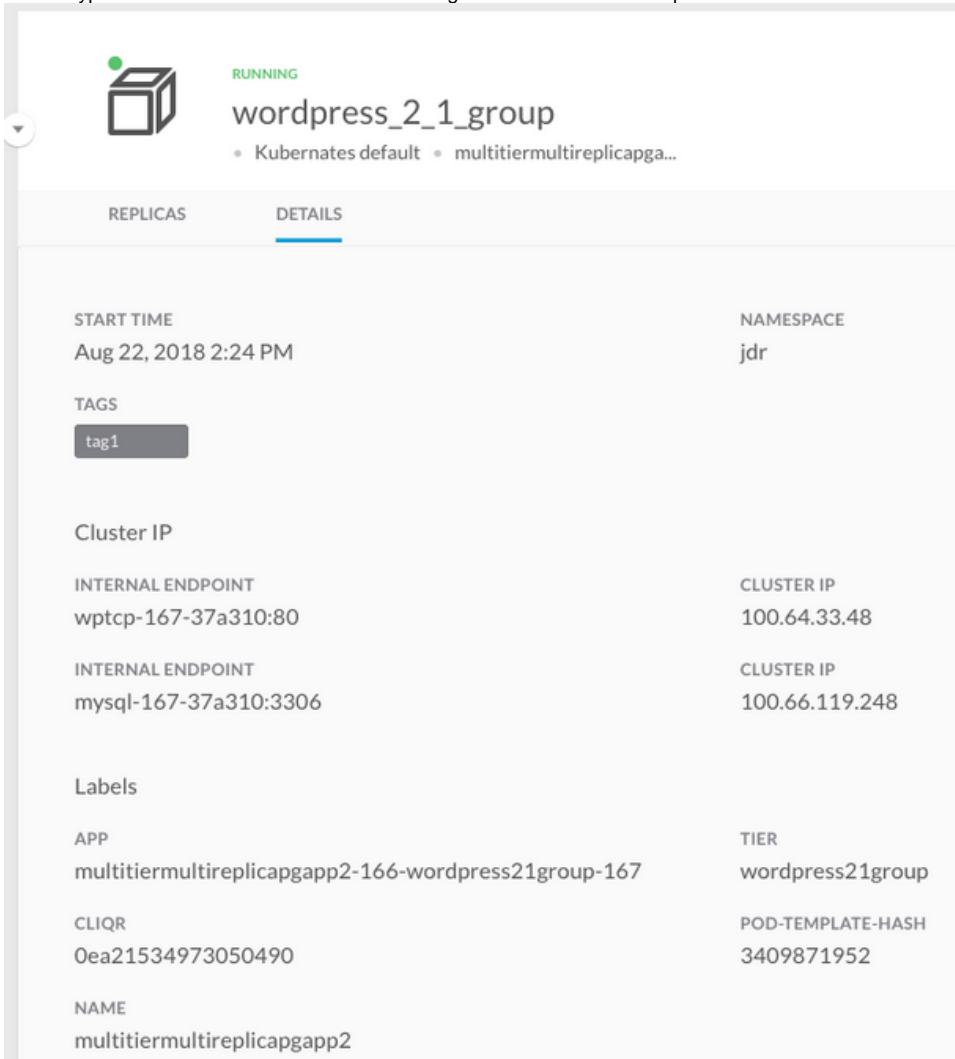 RUNNING
wordpress_2_1_group
Kubernates default • multitiermultireplicapga...
REPLICAS DETAILS
START TIME NAMESPACE
Aug 22, 2018 2:24 PM jdr
TAGS
tag1
Cluster IP
INTERNAL ENDPOINT CLUSTER IP
wptcp-167-37a310:80 100.64.33.48
INTERNAL ENDPOINT CLUSTER IP
mysql-167-37a310:3306 100.66.119.248
Labels
APP TIER
multitiermultireplicapgapp2-166-wordpress21group-167 wordpress21group
CLIQR POD-TEMPLATE-HASH
0ea21534973050490 3409871952
NAME
multitiermultireplicapgapp2